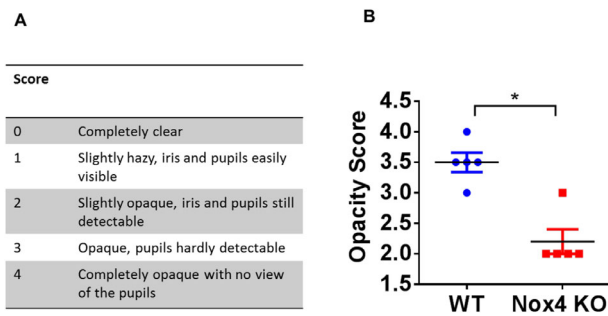 A
Score
0 Completely clear
1 Slightly hazy, iris and pupils easily
visible
2 Slightly opaque, iris and pupils still
detectable
3 Opaque, pupils hardly detectable
4 Completely opaque with no view
of the pupils
B
*
Opacity Score
4.5
4.0
3.5
3.0
2.5
2.0
1.5
WT Nox4 KO